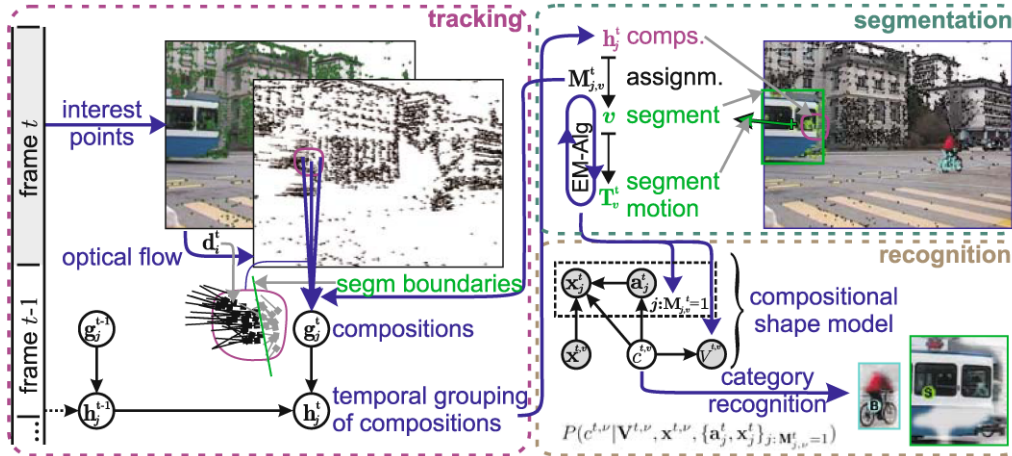 tracking
frame t
interest
points
optical flow
d_i^t
segm boundaries
frame t-1
g_j^{t-1}
g_j^t
compositions
h_j^{t-1}
h_j^t
temporal grouping
of compositions
...
segmentation
h_j^t comps.
M_{j,v}^t assignm.
v segment
EM-Alg
T_v^t segment
motion
recognition
x_j^t
a_j^t
j:M_{j,v}^t=1
x^{t,v}
c^{t,v}
V^{t,v}
compositional
shape model
category
recognition
B
S
P(c^{t,ν}|V^{t,ν}, x^{t,ν}, {a_j^t, x_j^t}_{j: M_{j,ν}^t=1})